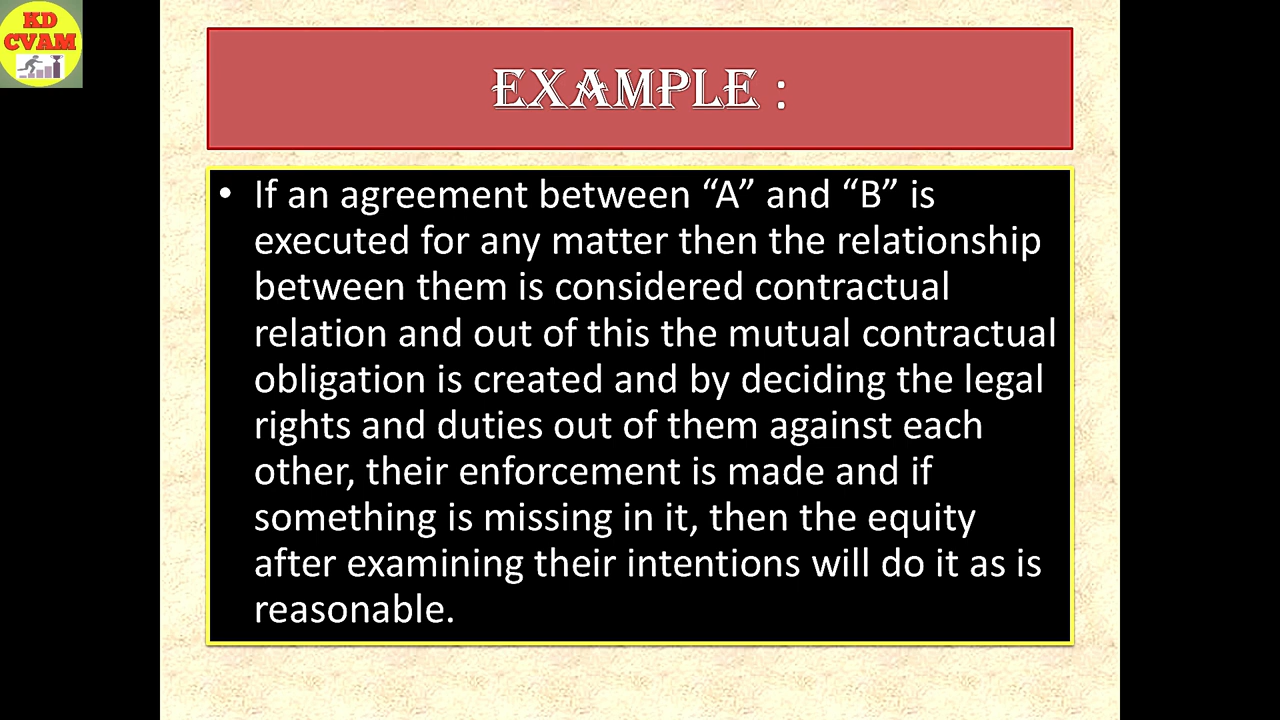 KD
CVAM
EXAMPLE :
• If an agreement between “A” and “B” is
executed for any matter then the relationship
between them is considered contractual
relation and out of this the mutual contractual
obligation is created and by deciding the legal
rights and duties out of them against each
other, their enforcement is made and if
something is missing in it, then the equity
after examining their intentions will do it as is
reasonable.